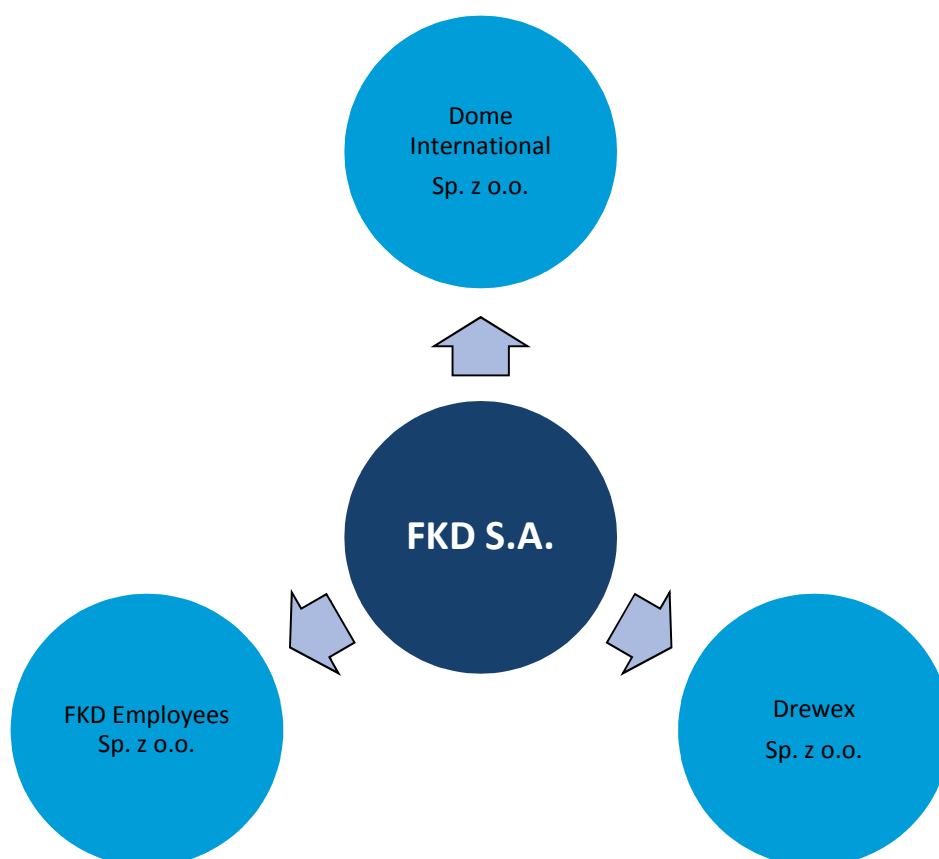 Dome
International
Sp. z o.o.
FKD S.A.
FKD Employees
Sp. z o.o.
Drewex
Sp. z o.o.